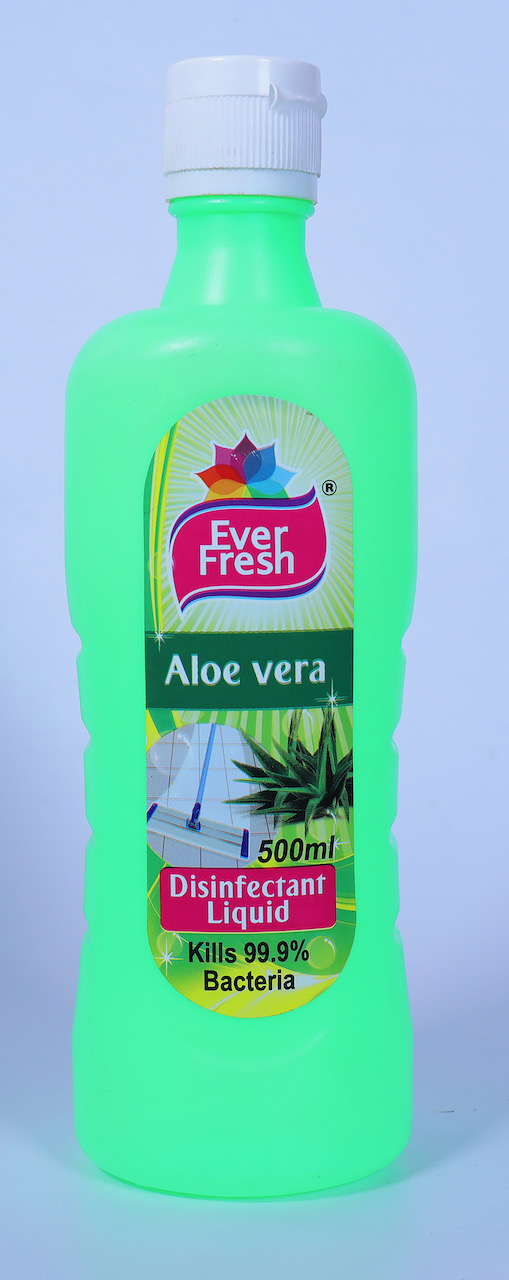 ®
Ever
Fresh
Aloe vera
500ml
Disinfectant
Liquid
Kills 99.9%
Bacteria